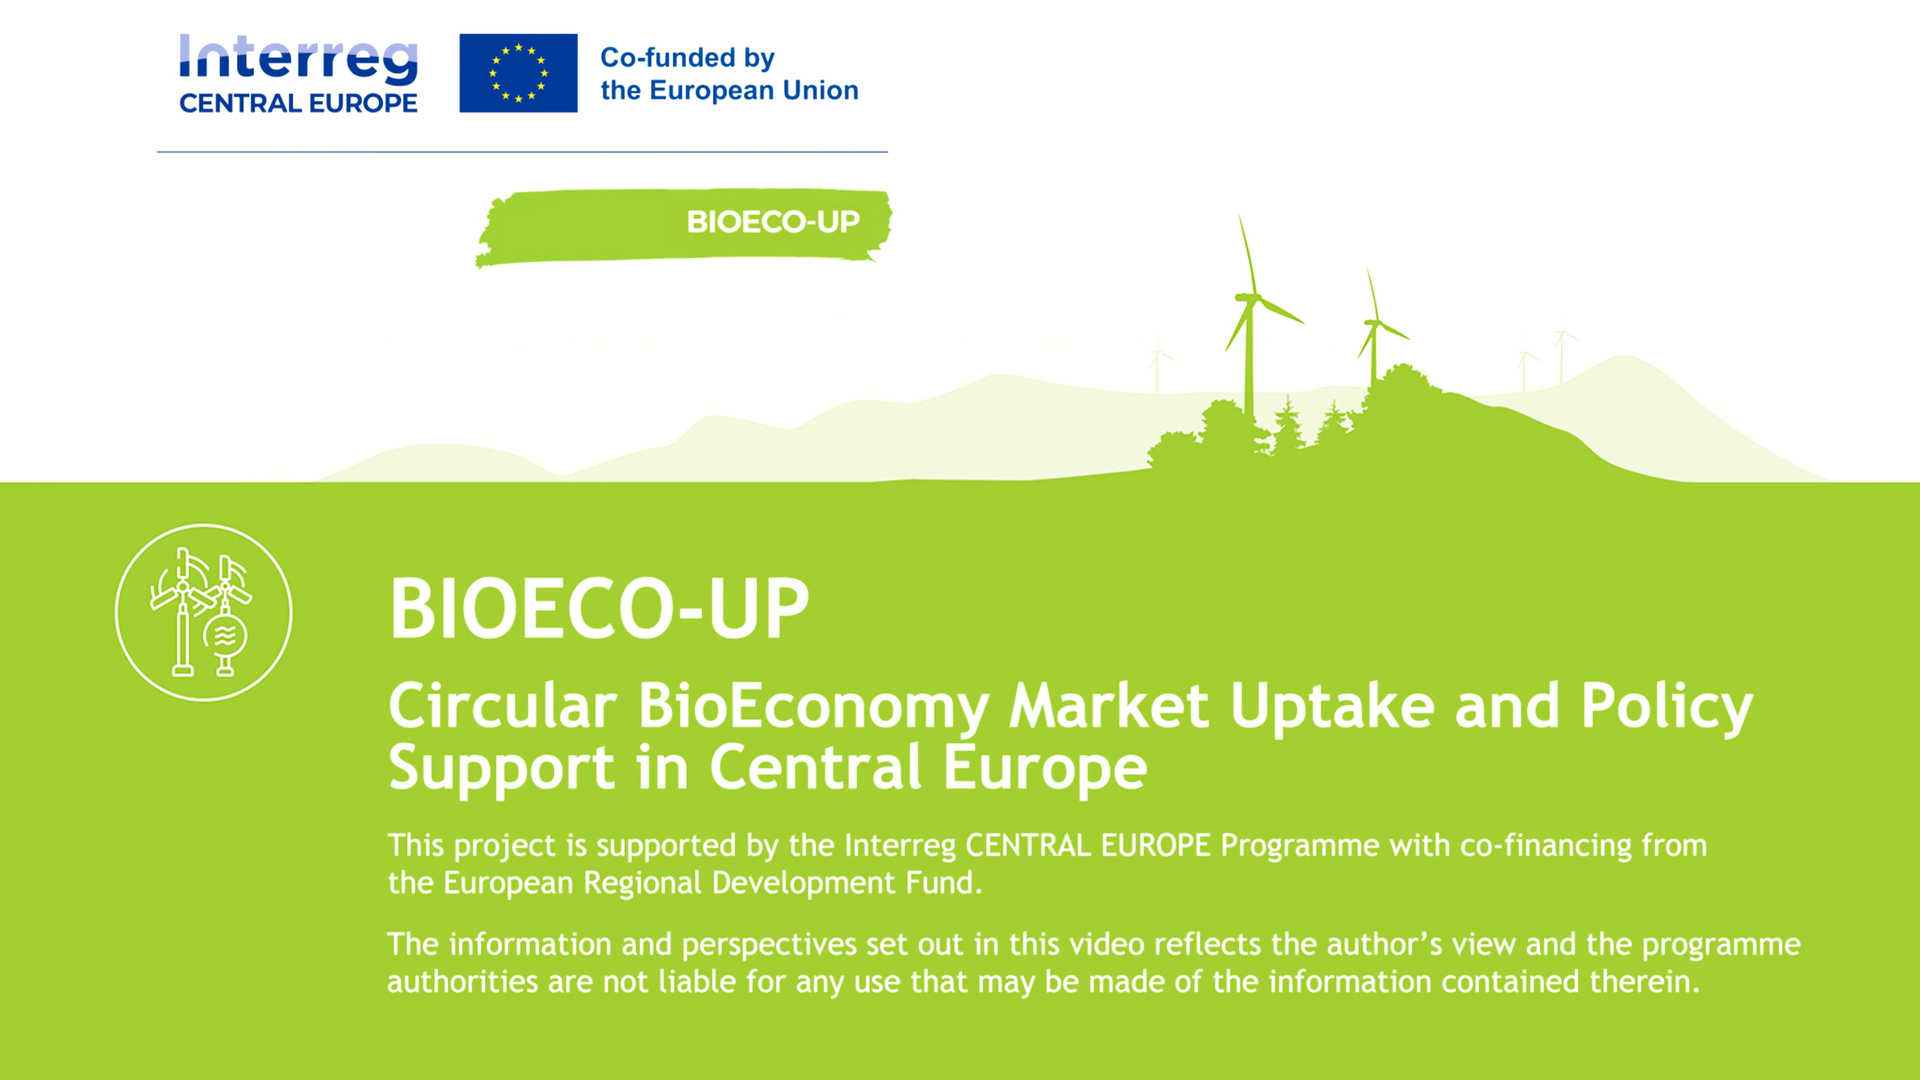 Interreg
CENTRAL EUROPE
Co-funded by
the European Union
BIOECO-UP
BIOECO-UP
Circular BioEconomy Market Uptake and Policy
Support in Central Europe
This project is supported by the Interreg CENTRAL EUROPE Programme with co-financing from
the European Regional Development Fund.
The information and perspectives set out in this video reflects the author’s view and the programme
authorities are not liable for any use that may be made of the information contained therein.